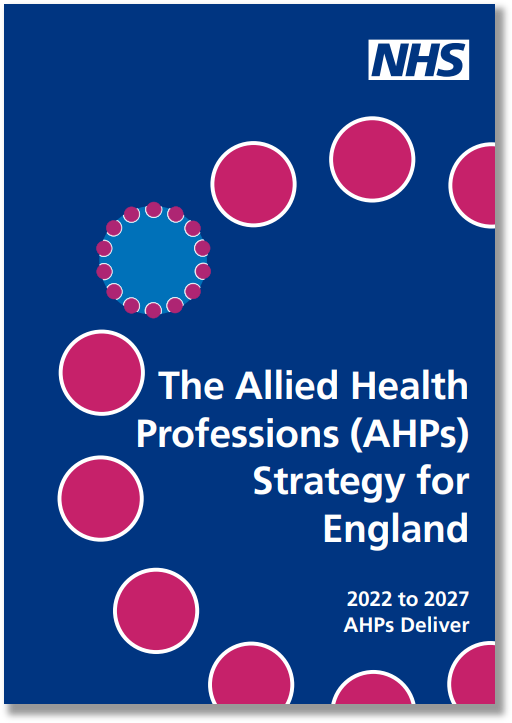 NHS
The Allied Health
Professions (AHPs)
Strategy for
England
2022 to 2027
AHPs Deliver